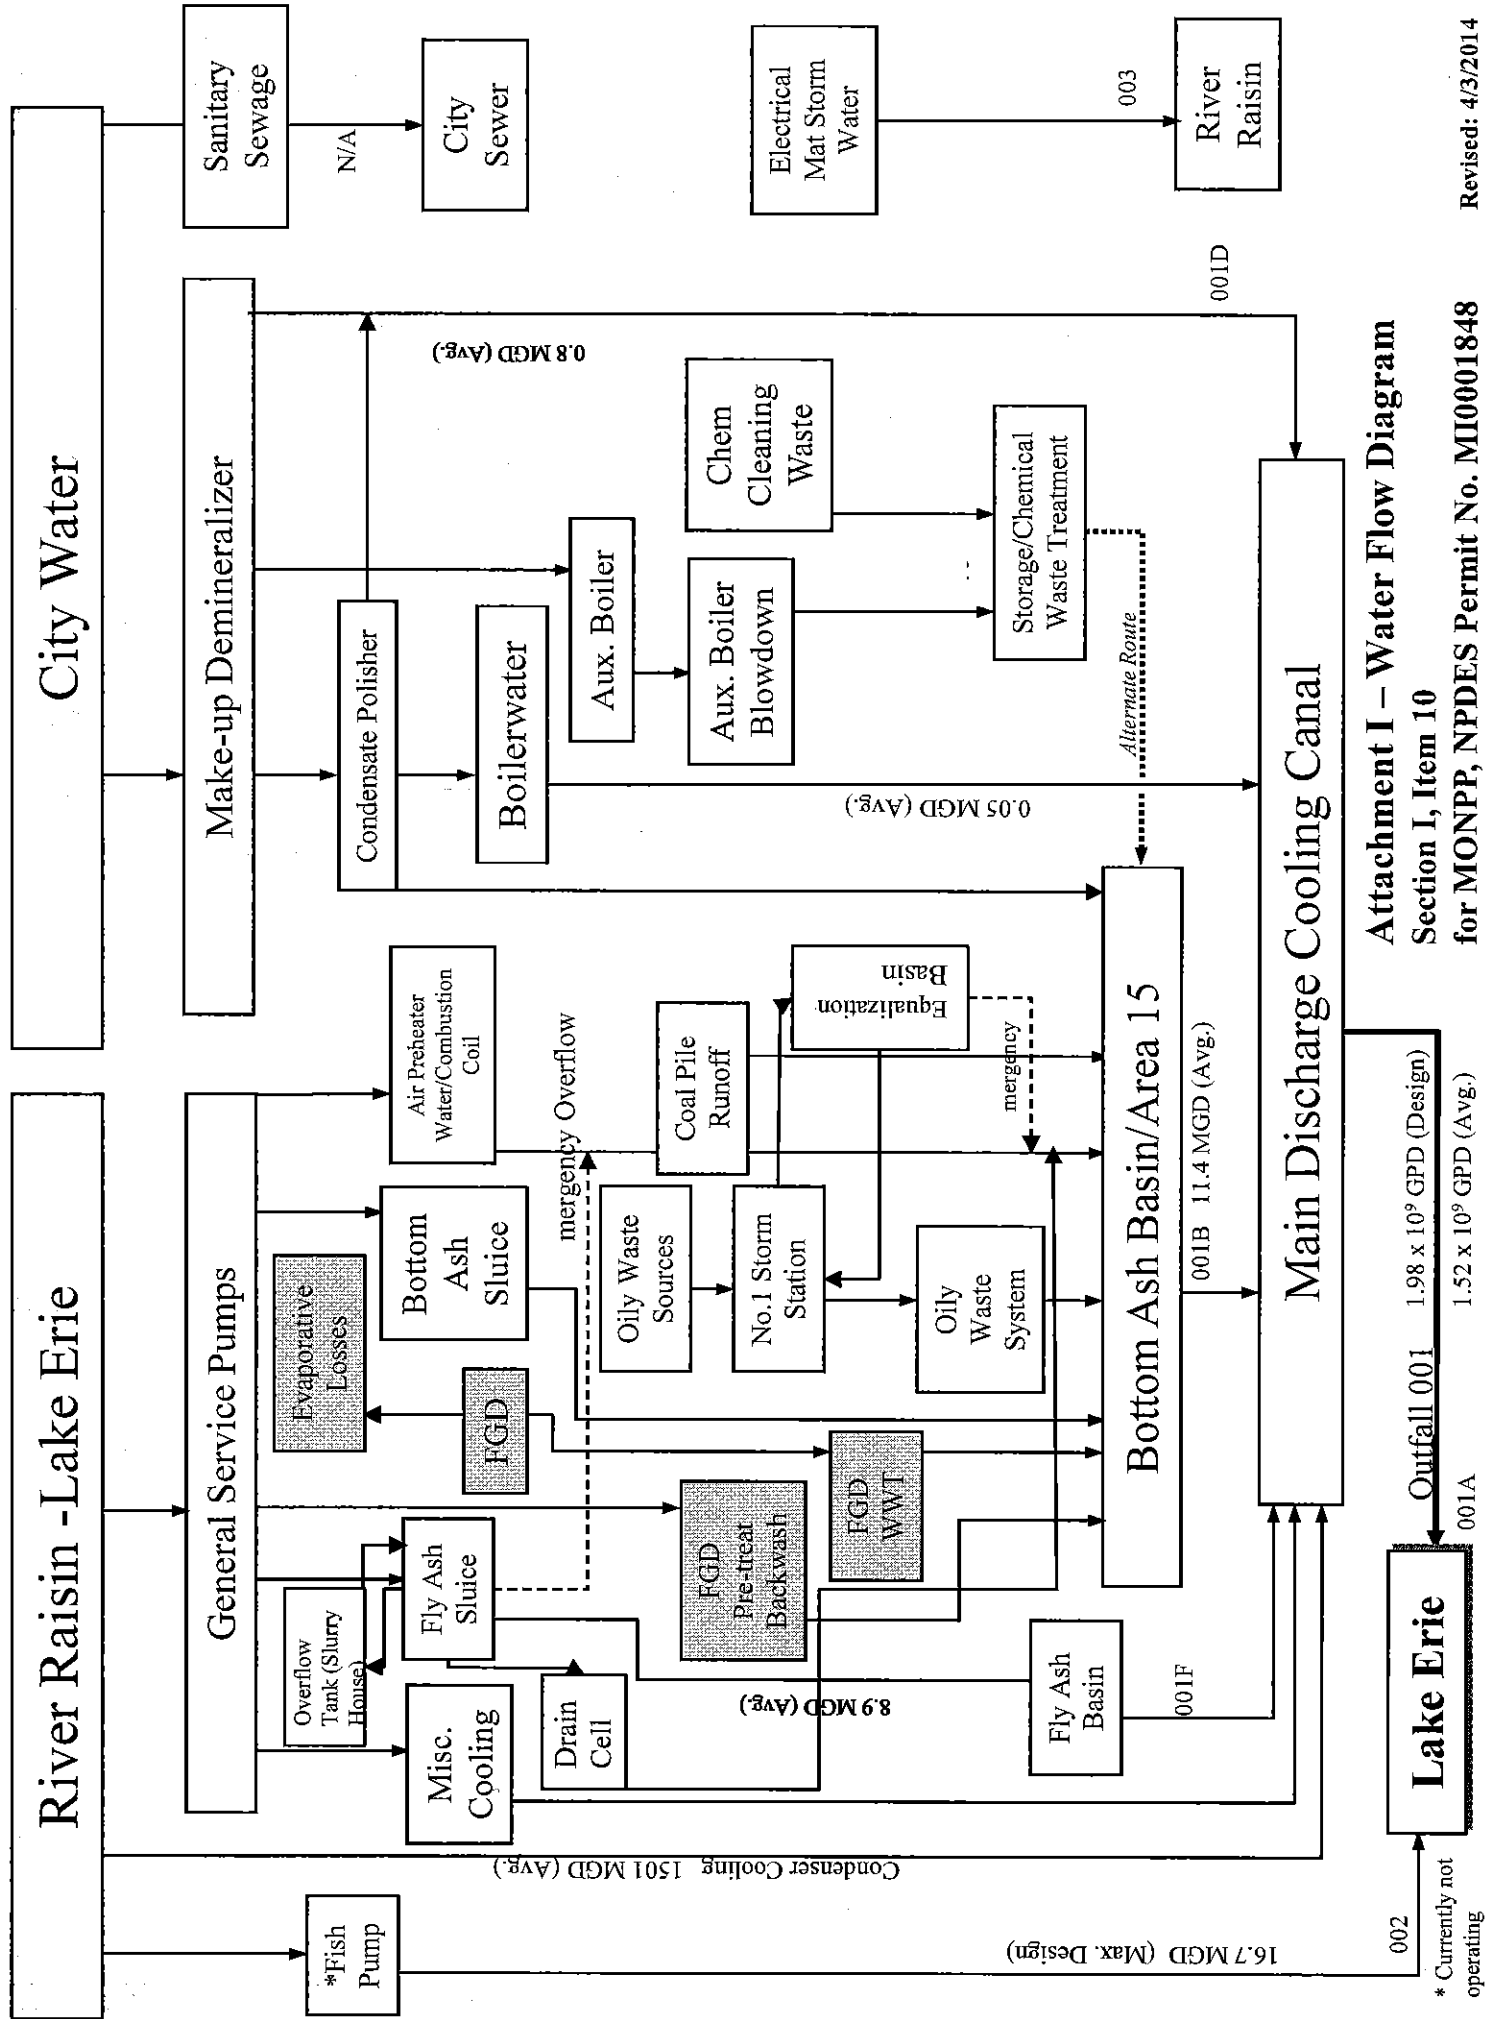 River Raisin -Lake Erie
City Water
General Service Pumps
Make-up Demineralizer
Sanitary
Sewage
N/A
City
Sewer
*Fish
Pump
Overflow
Tank (Slurry
House)
Evaporative
Losses
Misc.
Cooling
Fly Ash
Sluice
FGD
Bottom
Ash
Sluice
Air Preheater
Water/Combustion
Coil
Condensate Polisher
0.8 MGD (Avg.)
Boilerwater
Aux. Boiler
mergency Overflow
Drain
Cell
Oily Waste
Sources
Coal Pile
Runoff
FGD
Pre-treat
Backwash
No.1 Storm
Station
Equalization
Basin
Aux. Boiler
Blowdown
Chem
Cleaning
Waste
Electrical
Mat Storm
Water
8.9 MGD (Avg.)
FGD
WWT
Oily
Waste
System
mergency
0.05 MGD (Avg.)
Storage/Chemical
Waste Treatment
Alternate Route
Condenser Cooling 1501 MGD (Avg.)
Fly Ash
Basin
001F
Bottom Ash Basin/Area 15
001B 11.4 MGD (Avg.)
001D
003
River
Raisin
16.7 MGD (Max. Design)
Main Discharge Cooling Canal
002
Lake Erie
Outfall 001 1.98 x 10⁹ GPD (Design)
001A 1.52 x 10⁹ GPD (Avg.)
* Currently not
operating
Attachment I – Water Flow Diagram
Section I, Item 10
for MONPP, NPDES Permit No. MI0001848
Revised: 4/3/2014